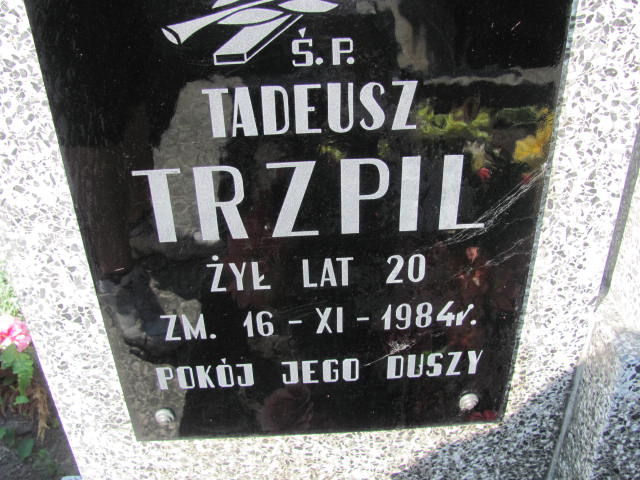 Ś.P.
TADEUSZ
TRZPIL
ŻYŁ LAT 20
ZM. 16-XI-1984r.
POKÓJ JEGO DUSZY